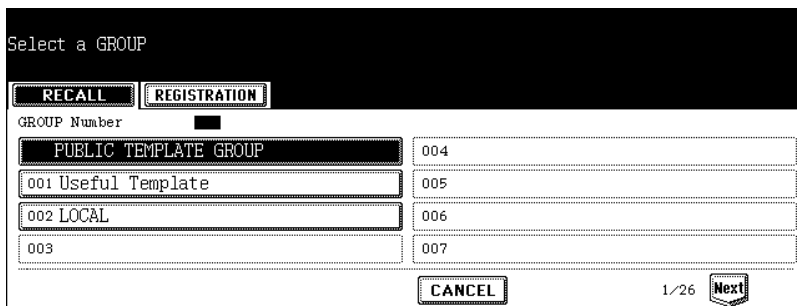 Select a GROUP
RECALL REGISTRATION
GROUP Number
PUBLIC TEMPLATE GROUP
001 Useful Template
002 LOCAL
003
004
005
006
007
CANCEL 1/26 Next